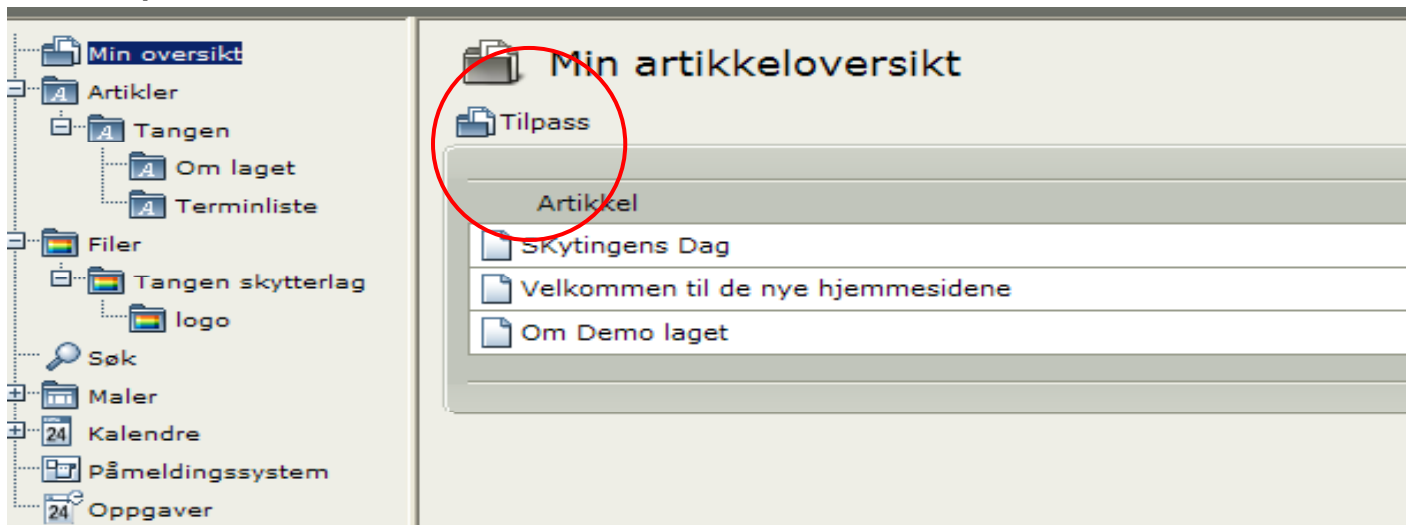 Min oversikt
Artikler
Tangen
Om laget
Terminliste
Filer
Tangen skytterlag
logo
Søk
Maler
24 Kalendre
Påmeldingssystem
24 Oppgaver
Min artikkeloversikt
Tilpass
Artikkel
SKytingens Dag
Velkommen til de nye hjemmesidene
Om Demo laget